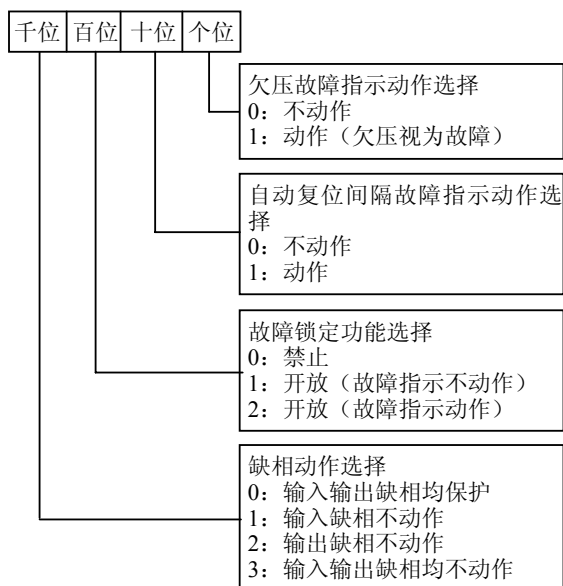 千位 百位 十位 个位
欠压故障指示动作选择
0：不动作
1：动作（欠压视为故障）
自动复位间隔故障指示动作选
择
0：不动作
1：动作
故障锁定功能选择
0：禁止
1：开放（故障指示不动作）
2：开放（故障指示动作）
缺相动作选择
0：输入输出缺相均保护
1：输入缺相不动作
2：输出缺相不动作
3：输入输出缺相均不动作